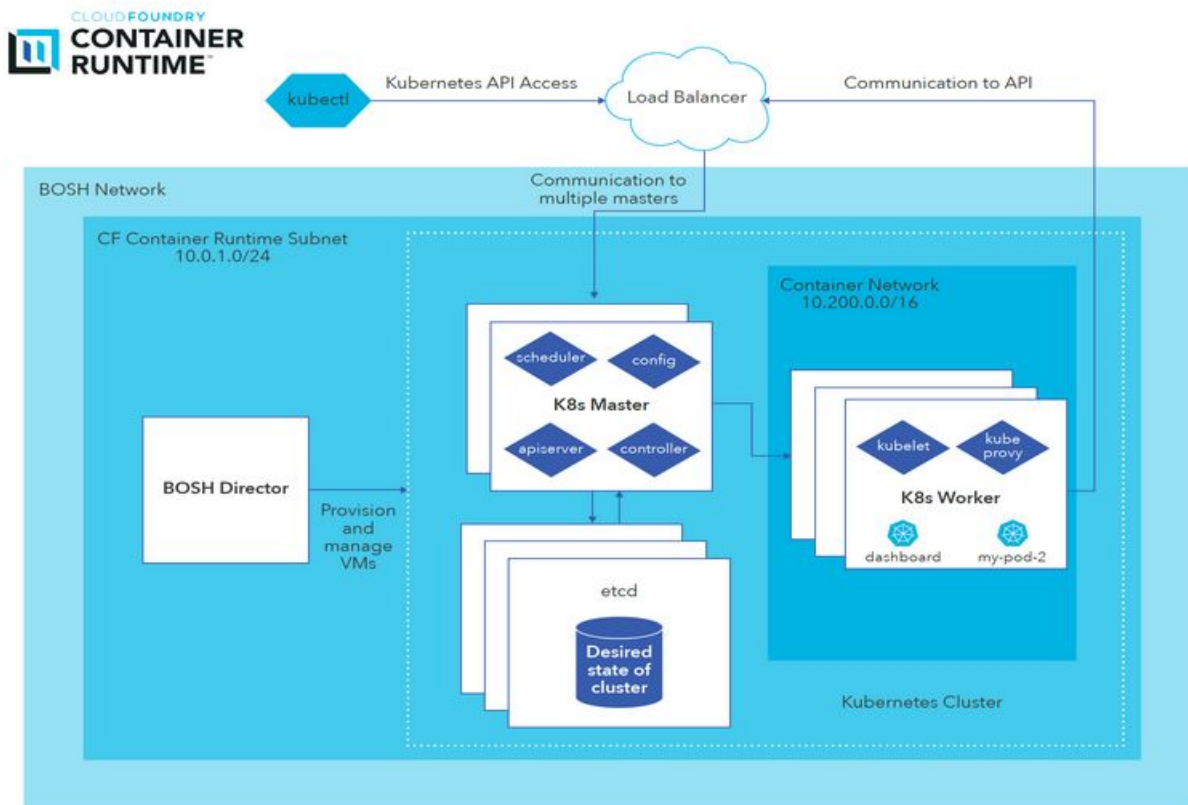 CLOUDFOUNDRY
CONTAINER
RUNTIME™
kubectl
Kubernetes API Access
Load Balancer
Communication to API
BOSH Network
Communication to
multiple masters
CF Container Runtime Subnet
10.0.1.0/24
Container Network
10.200.0.0/16
scheduler
config
K8s Master
apiserver
controller
kubelet
kube
provy
K8s Worker
dashboard
my-pod-2
BOSH Director
Provision
and
manage
VMs
etcd
Desired
state of
cluster
Kubernetes Cluster